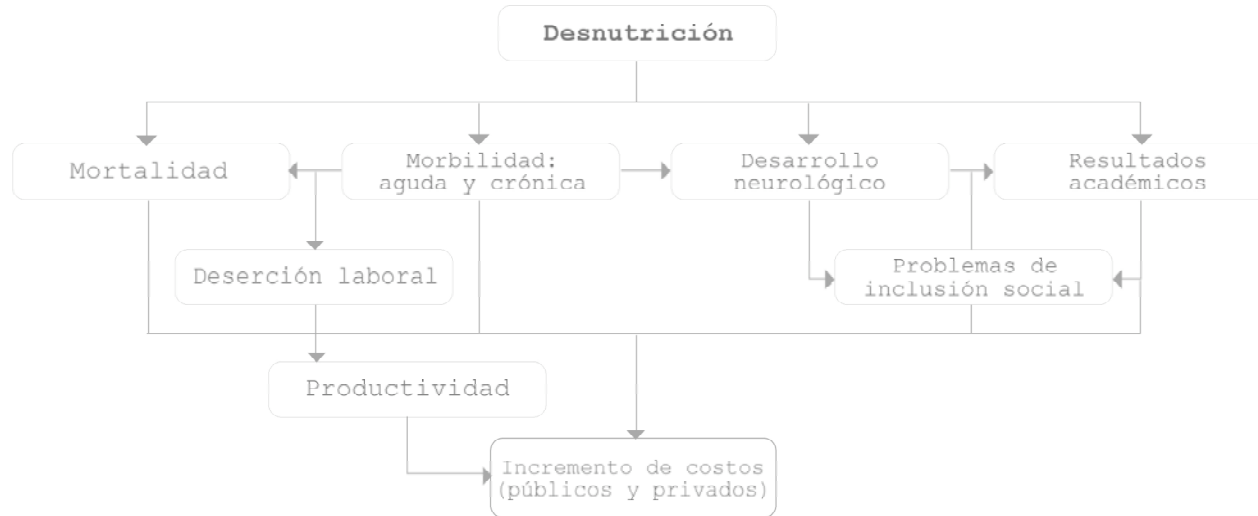 Desnutrición
Mortalidad
Morbilidad:
aguda y crónica
Desarrollo
neurológico
Resultados
académicos
Deserción laboral
Problemas de
inclusión social
Productividad
Incremento de costos
(públicos y privados)